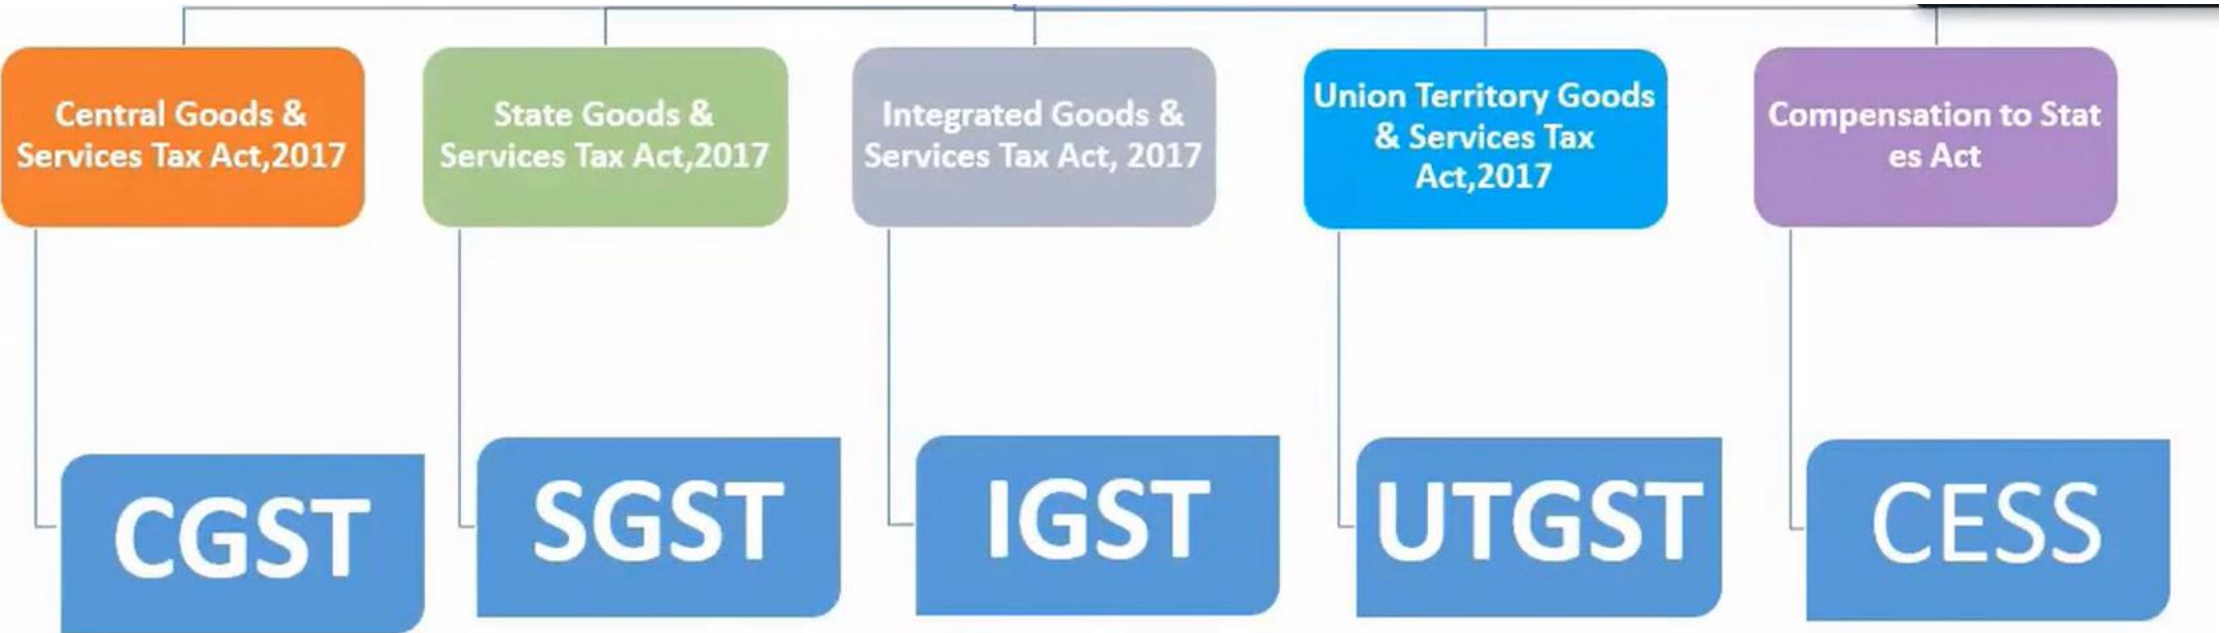 Central Goods &
Services Tax Act,2017
State Goods &
Services Tax Act,2017
Integrated Goods &
Services Tax Act, 2017
Union Territory Goods
& Services Tax
Act,2017
Compensation to Stat
es Act
CGST
SGST
IGST
UTGST
CESS